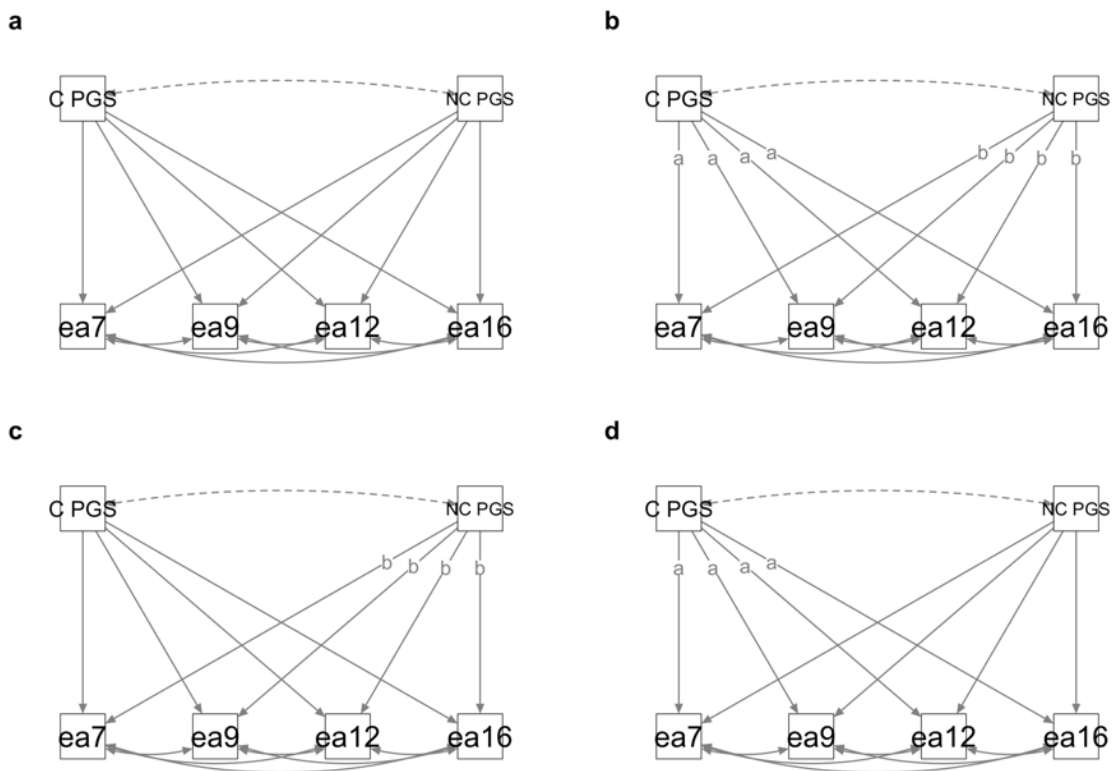 a b
C PGS NC PGS C PGS NC PGS
a a a a b b b b
ea7 ea9 ea12 ea16 ea7 ea9 ea12 ea16
c d
C PGS NC PGS C PGS NC PGS
b b b b a a a a
ea7 ea9 ea12 ea16 ea7 ea9 ea12 ea16